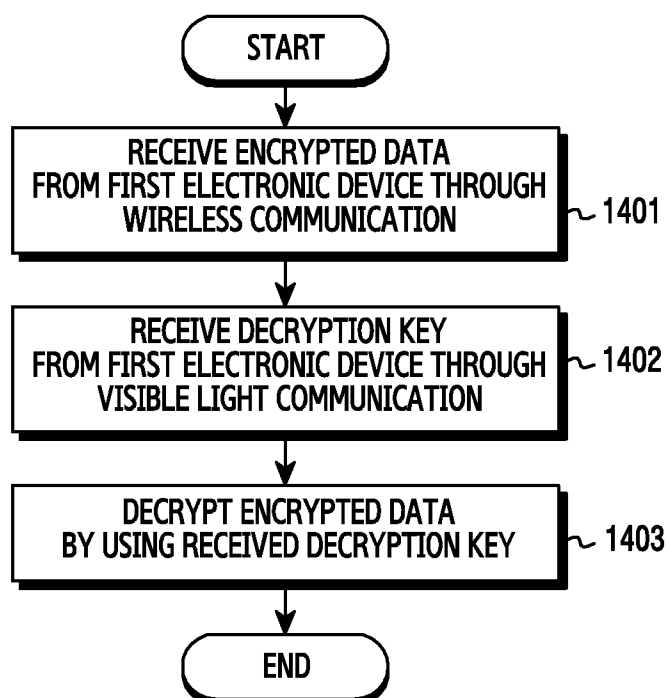 START
RECEIVE ENCRYPTED DATA
FROM FIRST ELECTRONIC DEVICE THROUGH
WIRELESS COMMUNICATION
1401
RECEIVE DECRYPTION KEY
FROM FIRST ELECTRONIC DEVICE THROUGH
VISIBLE LIGHT COMMUNICATION
1402
DECRYPT ENCRYPTED DATA
BY USING RECEIVED DECRYPTION KEY
1403
END